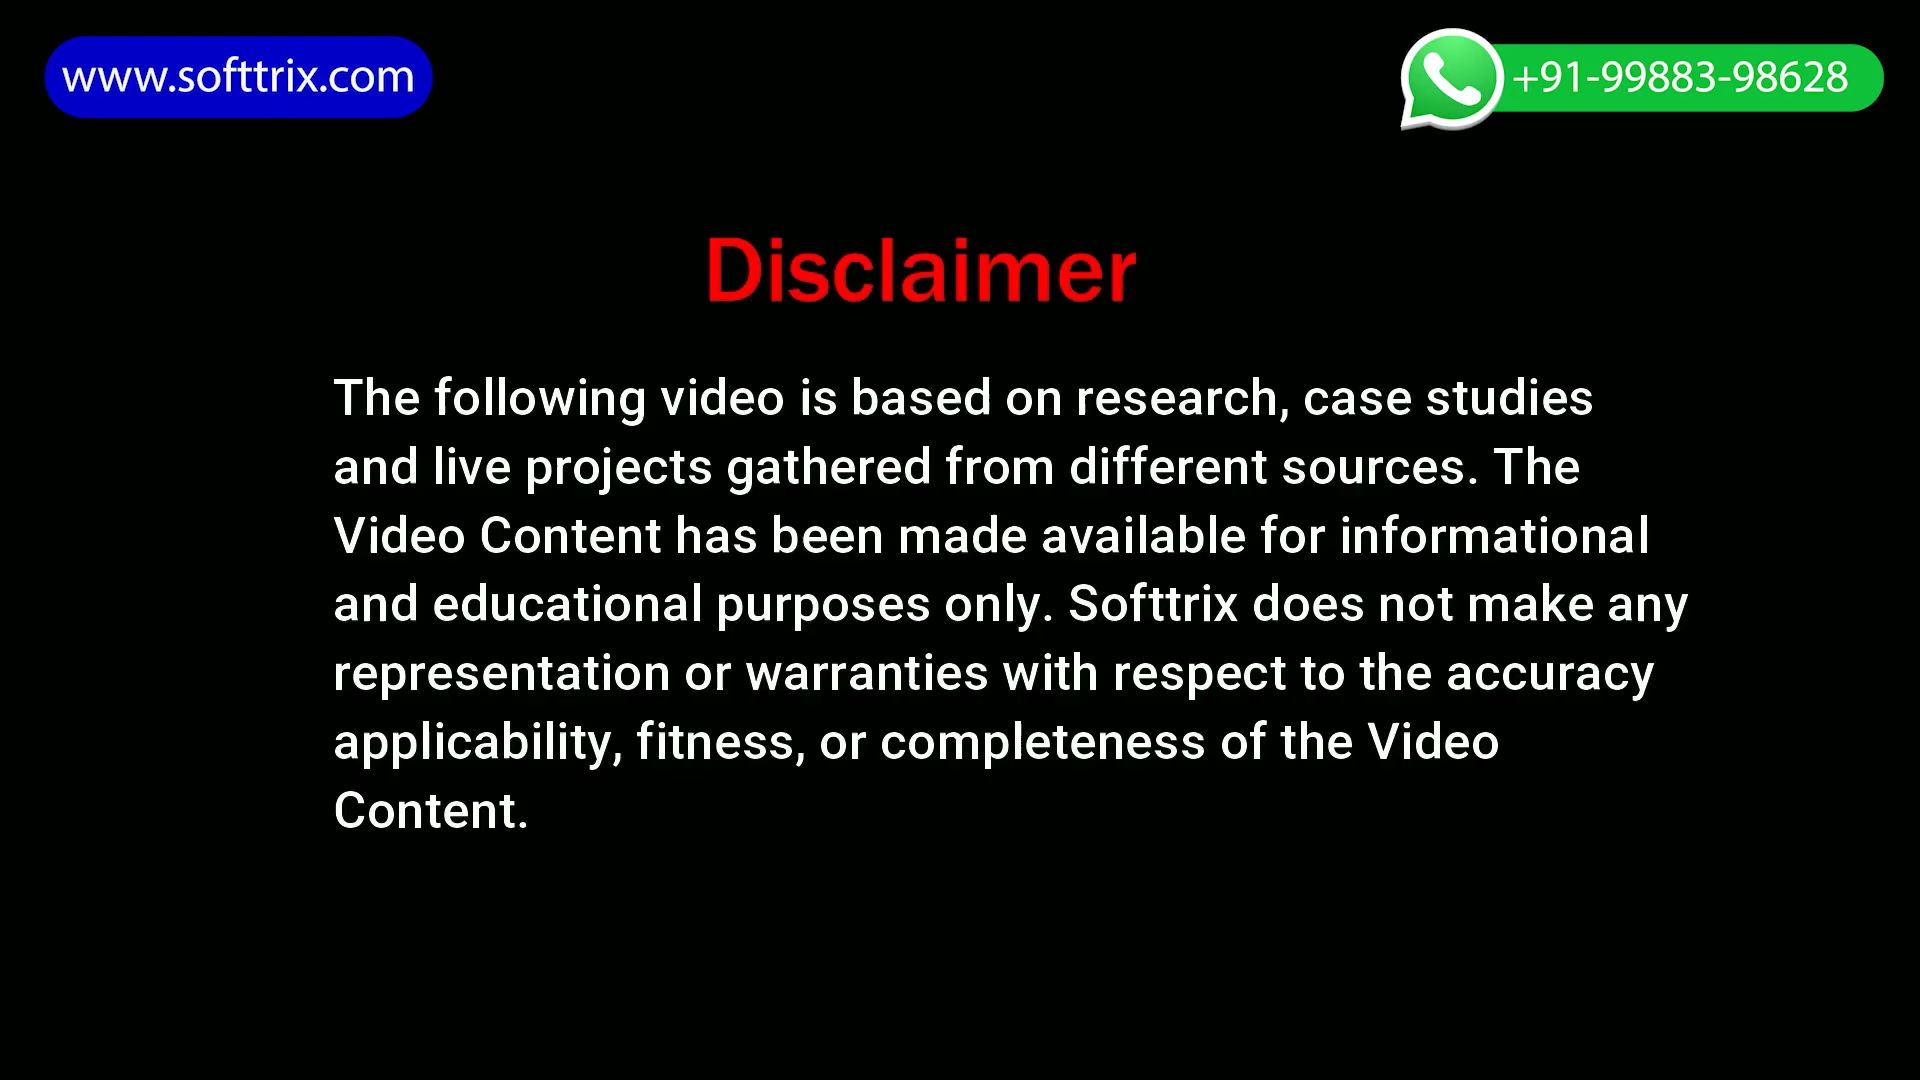 www.softtrix.com
+91-99883-98628
Disclaimer
The following video is based on research, case studies
and live projects gathered from different sources. The
Video Content has been made available for informational
and educational purposes only. Softtrix does not make any
representation or warranties with respect to the accuracy
applicability, fitness, or completeness of the Video
Content.